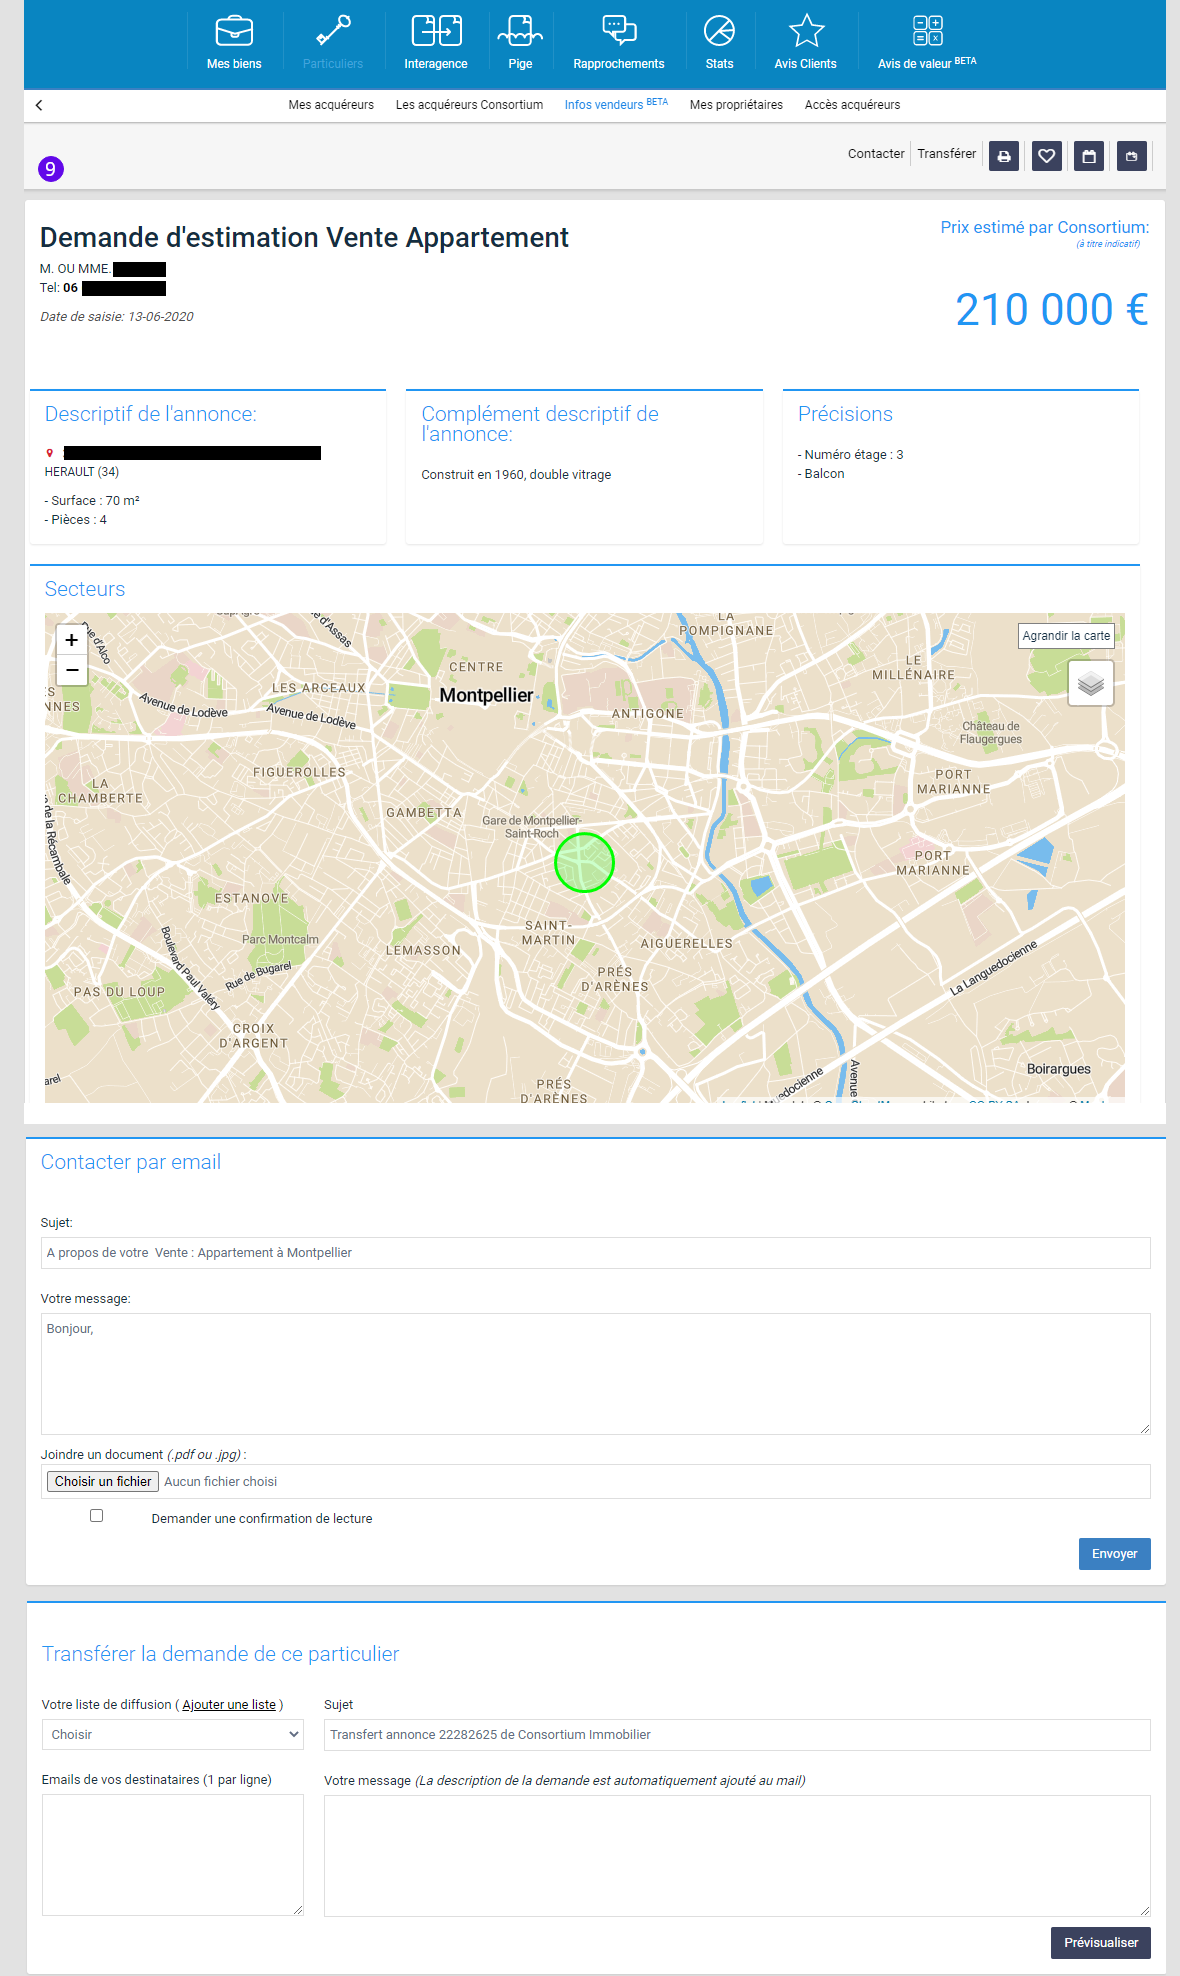 Mes biens
Particuliers
Interagence
Pige
Rapprochements
Stats
Avis Clients
Avis de valeur BETA
Mes acquéreurs
Les acquéreurs Consortium
Infos vendeurs BETA
Mes propriétaires
Accès acquéreurs
9
Contacter
Transférer
Demande d'estimation Vente Appartement
M. OU MME.
Tel: 06
Date de saisie: 13-06-2020
Prix estimé par Consortium:
(à titre indicatif)
210 000 €
Descriptif de l'annonce:
HERAULT (34)
- Surface : 70 m²
- Pièces : 4
Complément descriptif de
l'annonce:
Construit en 1960, double vitrage
Précisions
- Numéro étage : 3
- Balcon
Secteurs
+
−
Agrandir la carte
LA
POMPIGNANE
CENTRE
Montpellier
LES ARCEAUX
Avenue de Lodève
Avenue de Lodève
ANTIGONE
LE
MILLÉNAIRE
Château de
Flaugergues
FIGUEROLLES
LA
CHAMBERTE
GAMBETTA
Gare de Montpellier-
Saint-Roch
PORT
MARIANNE
PORT
MARIANNE
ESTANOVE
Parc Montcalm
LEMASSON
SAINT-
MARTIN
AIGUERELLES
PRÉS
D'ARÈNES
Boulevard Paul Valéry
Rue de Bugarel
PAS DU LOUP
CROIX
D'ARGENT
La Languedocienne
Boirargues
Avenue
PRÉS
D'ARÈNES
Contacter par email
Sujet:
A propos de votre  Vente : Appartement à Montpellier
Votre message:
Bonjour,
Joindre un document (.pdf ou .jpg) :
Choisir un fichier Aucun fichier choisi
Demander une confirmation de lecture
Envoyer
Transférer la demande de ce particulier
Votre liste de diffusion ( Ajouter une liste )
Choisir
Sujet
Transfert annonce 22282625 de Consortium Immobilier
Emails de vos destinataires (1 par ligne)
Votre message (La description de la demande est automatiquement ajouté au mail)
Prévisualiser